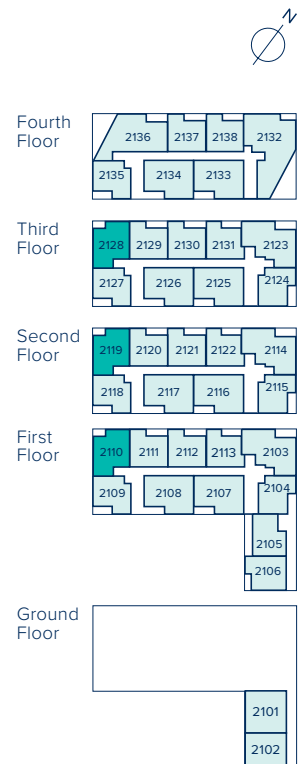 N
Fourth
Floor
2136 2137 2138 2132
2135 2134 2133
Third
Floor
2128 2129 2130 2131 2123
2127 2126 2125 2124
Second
Floor
2119 2120 2121 2122 2114
2118 2117 2116 2115
First
Floor
2110 2111 2112 2113 2103
2109 2108 2107 2104
2105
2106
Ground
Floor
2101
2102